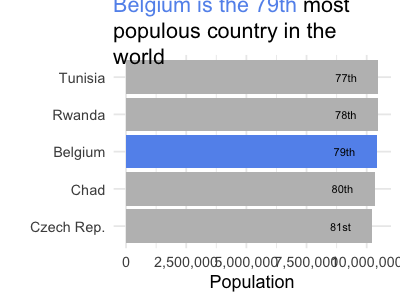 Belgium is the 79th most
populous country in the
world
Tunisia 77th
Rwanda 78th
Belgium 79th
Chad 80th
Czech Rep. 81st
0 2,500,000 5,000,000 7,500,000 10,000,000
Population